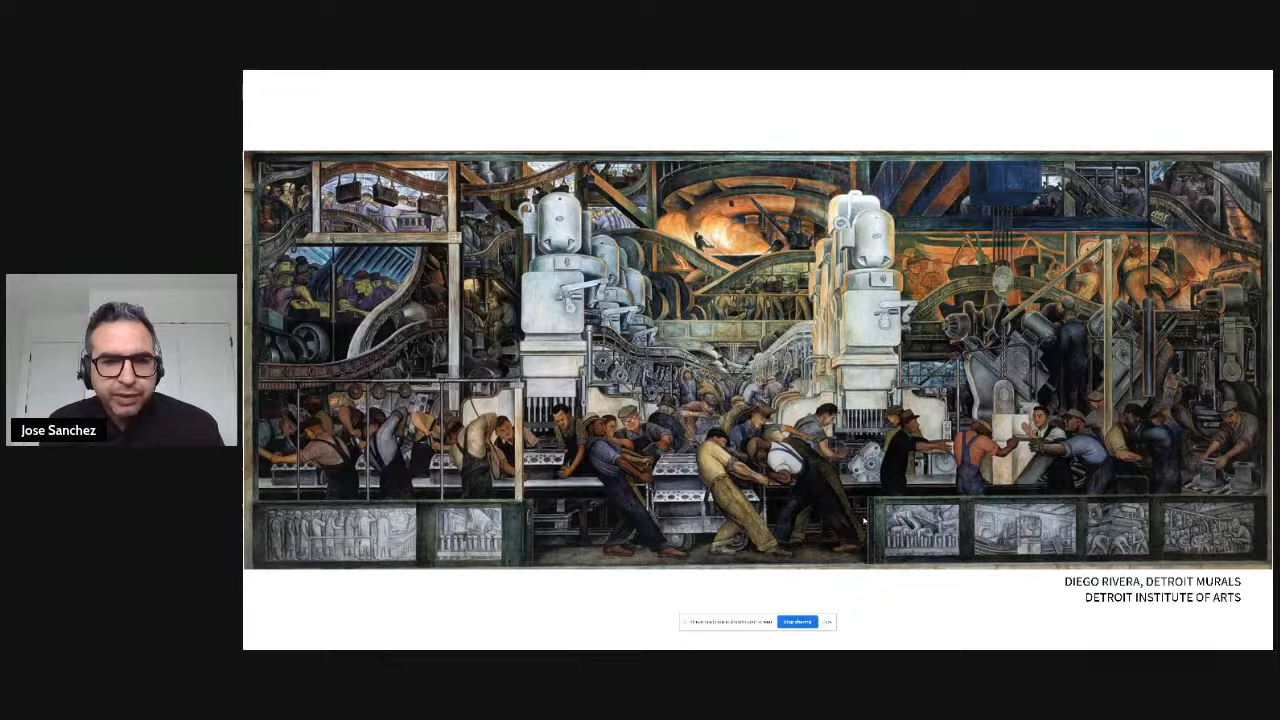 Jose Sanchez
DIEGO RIVERA, DETROIT MURALS
DETROIT INSTITUTE OF ARTS
Stop sharing